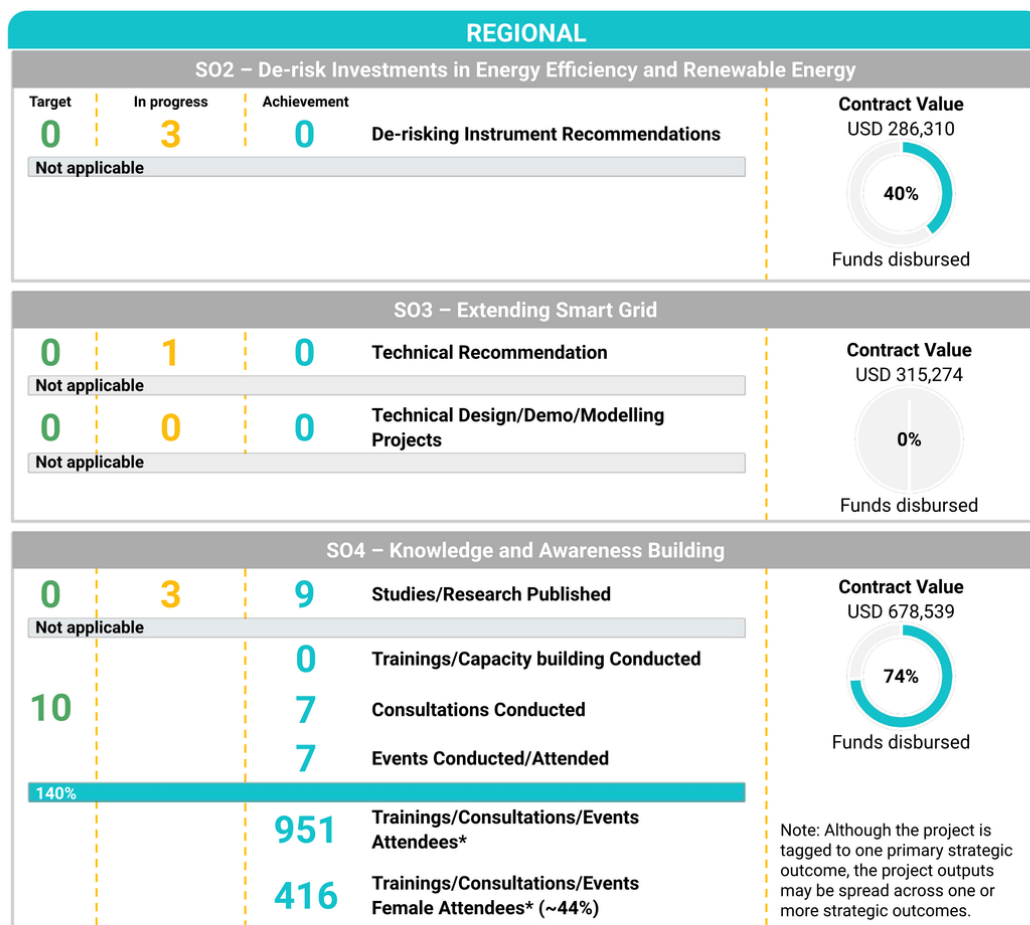 REGIONAL
SO2 – De-risk Investments in Energy Efficiency and Renewable Energy
Target In progress Achievement
0 3 0 De-risking Instrument Recommendations
Not applicable
Contract Value
USD 286,310
40%
Funds disbursed
SO3 – Extending Smart Grid
0 1 0 Technical Recommendation
Not applicable
0 0 0 Technical Design/Demo/Modelling
Projects
Not applicable
Contract Value
USD 315,274
0%
Funds disbursed
SO4 – Knowledge and Awareness Building
0 3 9 Studies/Research Published
Not applicable
0 Trainings/Capacity building Conducted
10 7 Consultations Conducted
7 Events Conducted/Attended
140%
951 Trainings/Consultations/Events
Attendees*
416 Trainings/Consultations/Events
Female Attendees* (~44%)
Contract Value
USD 678,539
74%
Funds disbursed
Note: Although the project is
tagged to one primary strategic
outcome, the project outputs
may be spread across one or
more strategic outcomes.